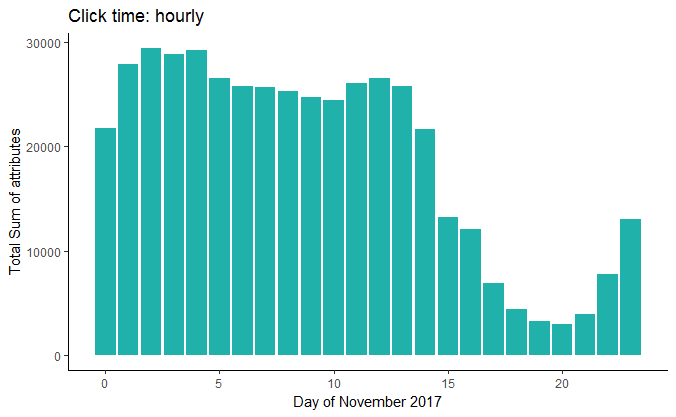 Click time: hourly
Total Sum of attributes
30000
20000
10000
0
0 5 10 15 20
Day of November 2017